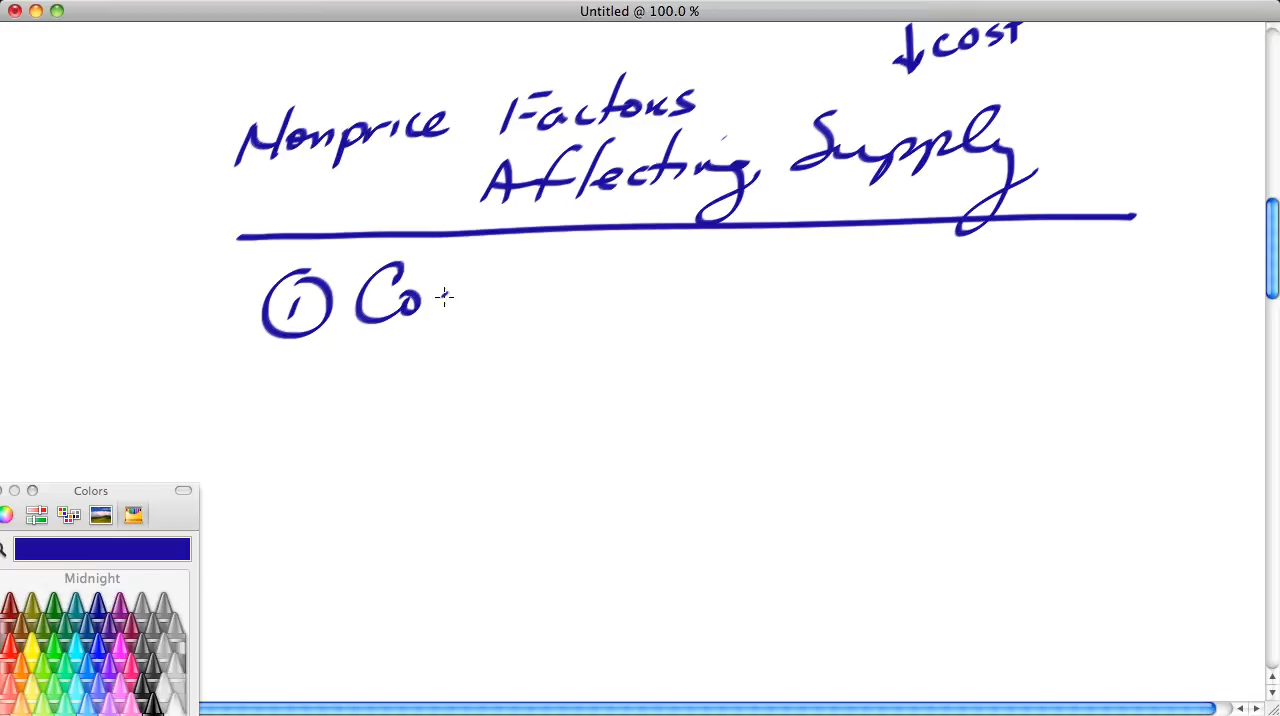 Untitled @ 100.0 %
↓ cost
Nonprice Factors
Affecting Supply
① Co
Colors
Midnight